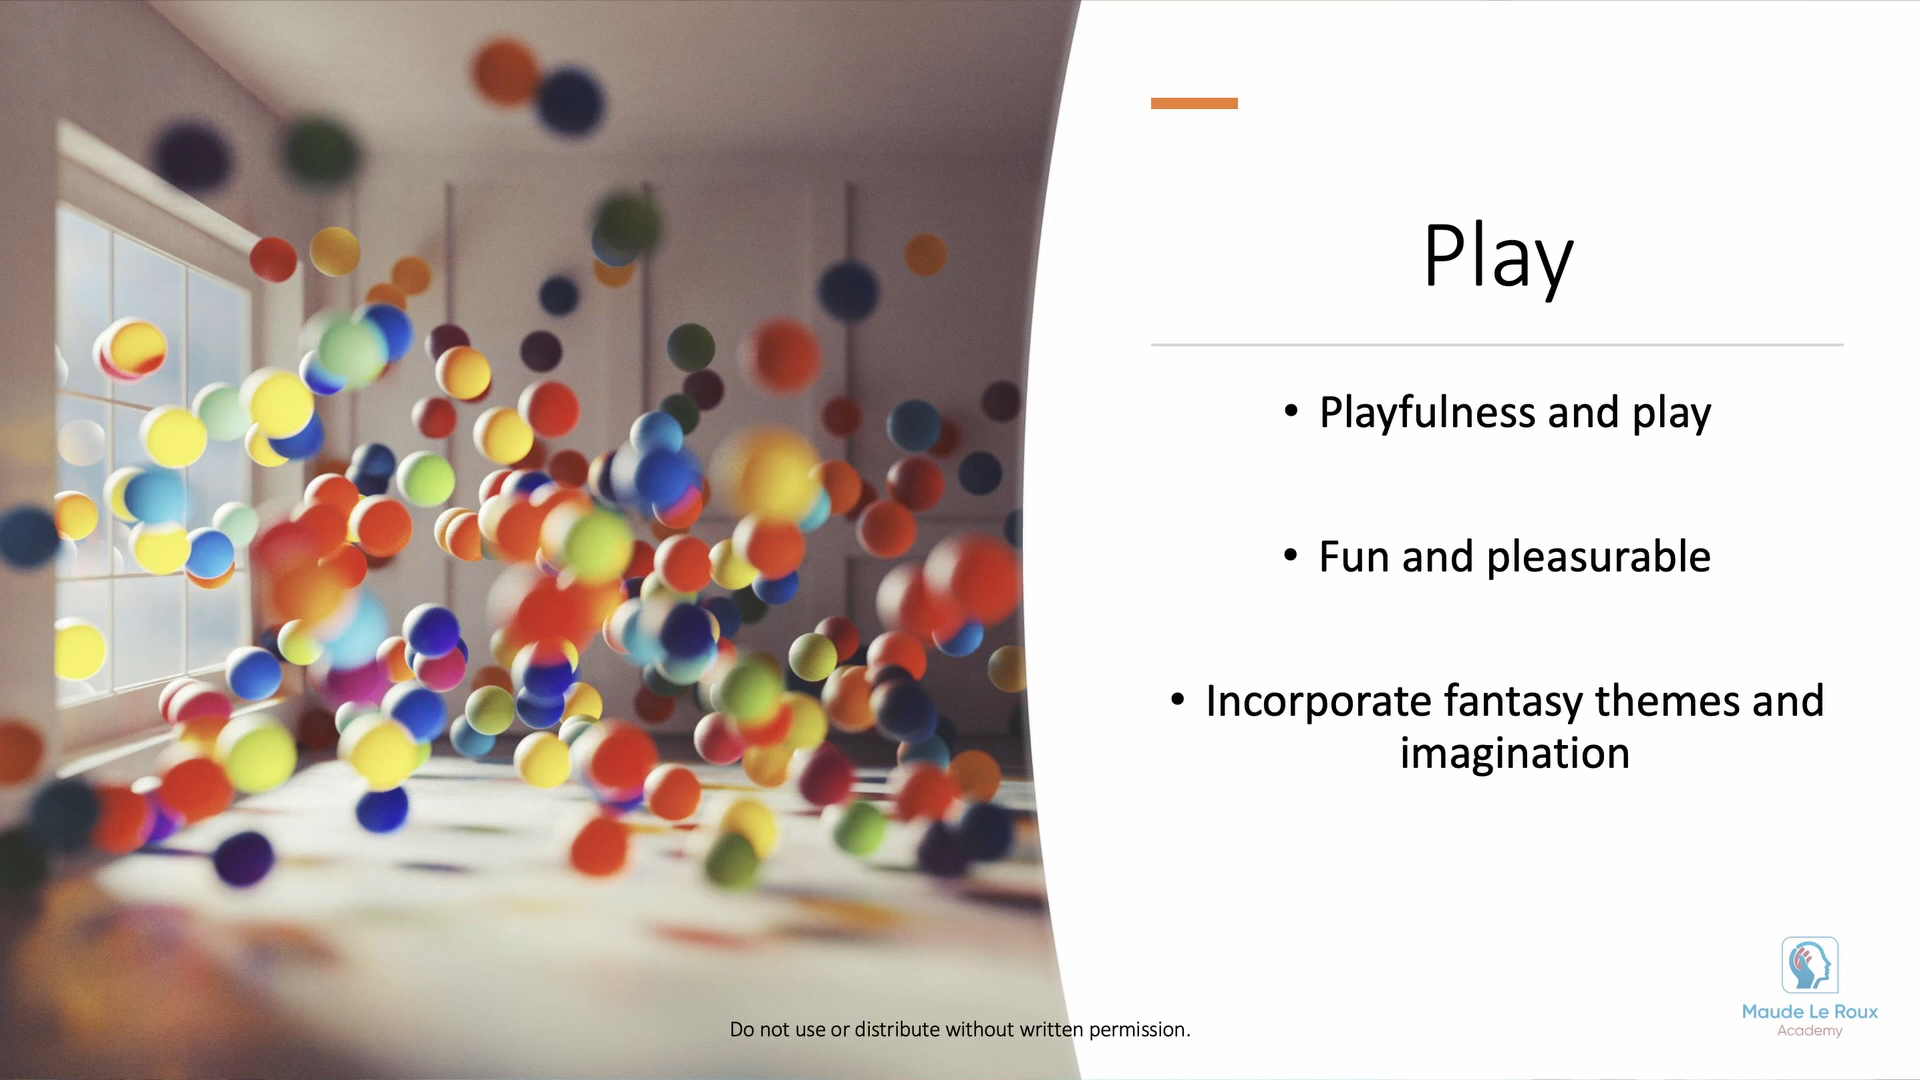 Play
• Playfulness and play
• Fun and pleasurable
• Incorporate fantasy themes and
imagination
Do not use or distribute without written permission.
Maude Le Roux
Academy